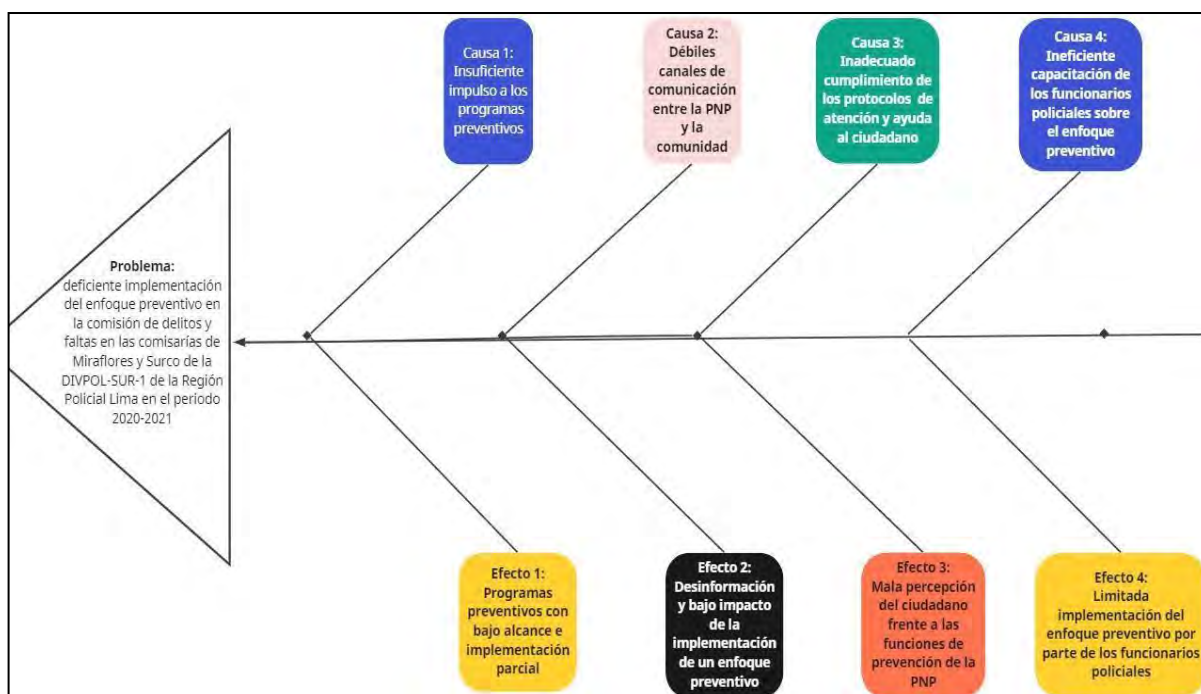 Causa 1:
Insuficiente
impulso a los
programas
preventivos
Causa 2:
Débiles
canales de
comunicación
entre la PNP
y la
comunidad
Causa 3:
Inadecuado
cumplimiento de
los protocolos de
atención y ayuda
al ciudadano
Causa 4:
Ineficiente
capacitación de
los funcionarios
policiales sobre
el enfoque
preventivo
Problema:
deficiente implementación
del enfoque preventivo en
la comisión de delitos y
faltas en las comisarías de
Miraflores y Surco de la
DIVPOL-SUR-1 de la Región
Policial Lima en el período
2020-2021
Efecto 1:
Programas
preventivos con
bajo alcance e
implementación
parcial
Efecto 2:
Desinformación
y bajo impacto
de la
implementación
de un enfoque
preventivo
Efecto 3:
Mala percepción
del ciudadano
frente a las
funciones de
prevención de la
PNP
Efecto 4:
Limitada
implementación del
enfoque preventivo por
parte de los funcionarios
policiales